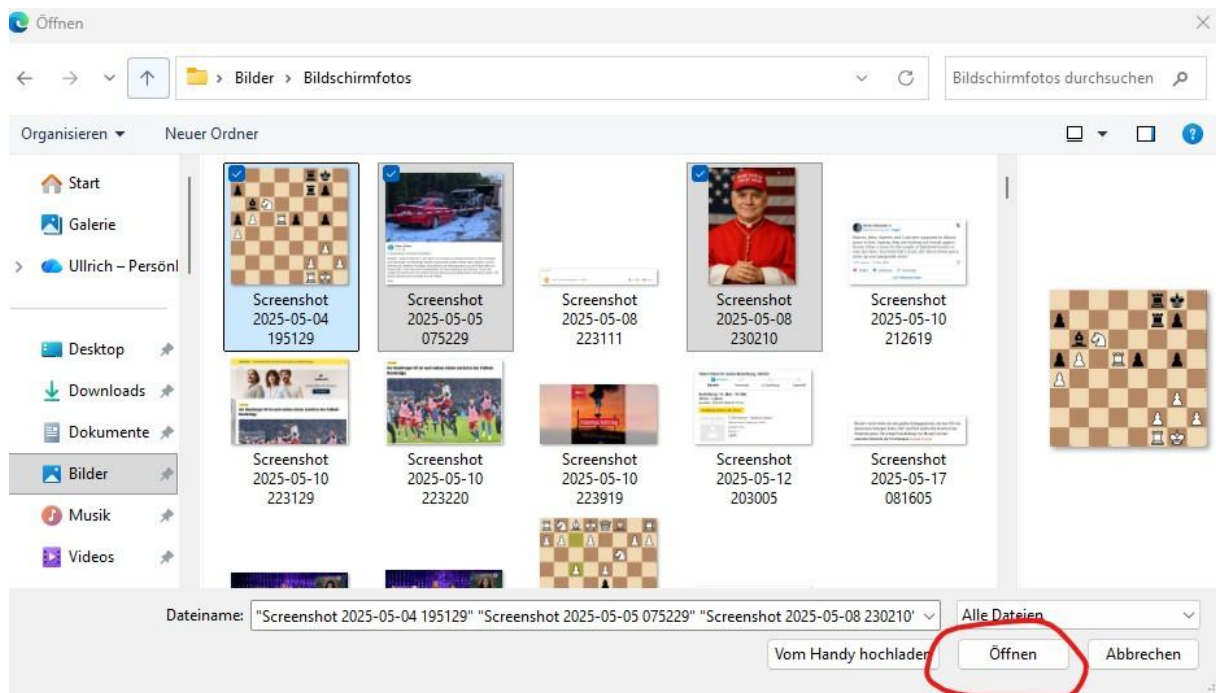 Öffnen
Bilder > Bildschirmfotos
Bildschirmfotos durchsuchen
Organisieren
Neuer Ordner
Start
Galerie
Ullrich – Persönl
Desktop
Downloads
Dokumente
Bilder
Musik
Videos
Screenshot
2025-05-04
195129
Screenshot
2025-05-05
075229
Screenshot
2025-05-08
223111
Screenshot
2025-05-08
230210
Screenshot
2025-05-10
212619
Screenshot
2025-05-10
223129
Screenshot
2025-05-10
223220
Screenshot
2025-05-10
223919
Screenshot
2025-05-12
203005
Screenshot
2025-05-17
081605
Dateiname:
"Screenshot 2025-05-04 195129" "Screenshot 2025-05-05 075229" "Screenshot 2025-05-08 230210"
Alle Dateien
Vom Handy hochladen
Öffnen
Abbrechen